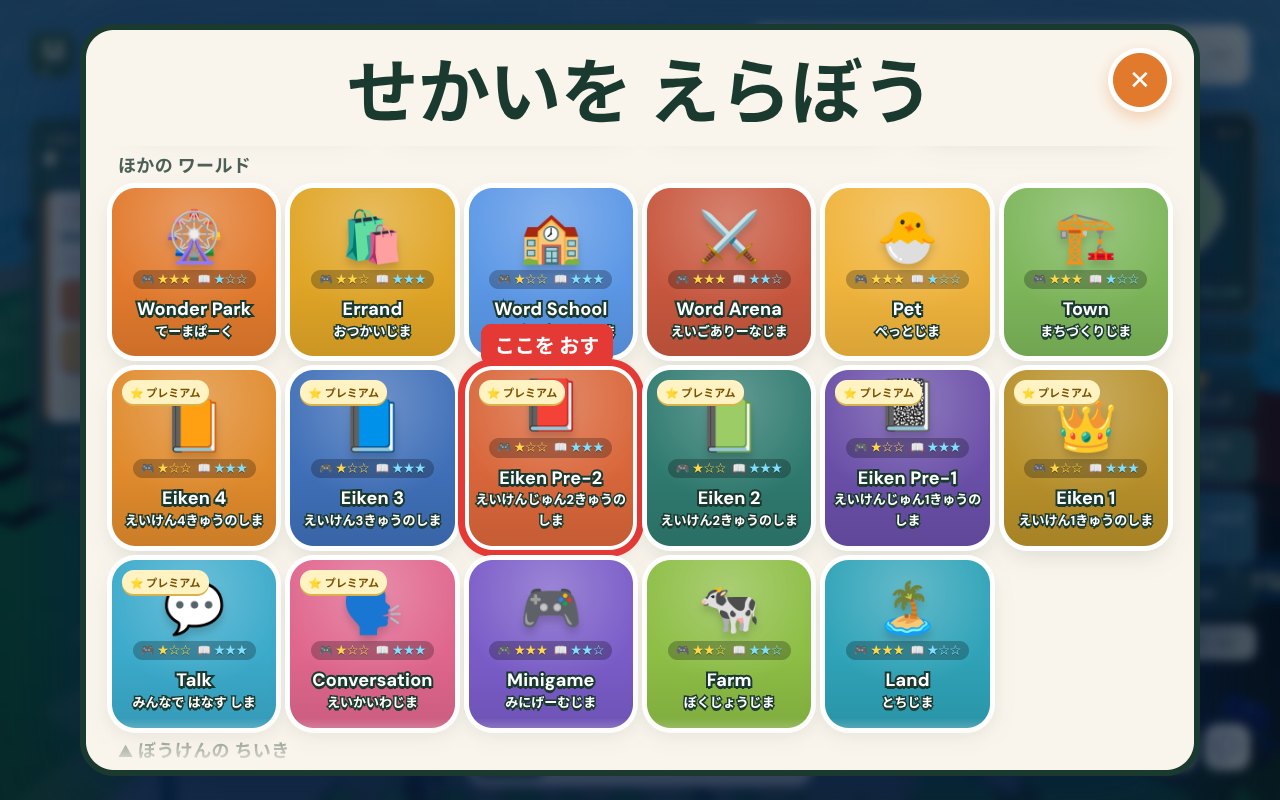 せかいを えらぼう
ほかの ワールド
Wonder Park
てーまぱーく
Errand
おつかいじま
Word School
Word Arena
えいごありーなじま
Pet
ぺっとじま
Town
まちづくりじま
ここを おす
プレミアム
Eiken 4
えいけん4きゅうのしま
プレミアム
Eiken 3
えいけん3きゅうのしま
プレミアム
Eiken Pre-2
えいけんじゅん2きゅうの
しま
プレミアム
Eiken 2
えいけん2きゅうのしま
プレミアム
Eiken Pre-1
えいけんじゅん1きゅうの
しま
プレミアム
Eiken 1
えいけん1きゅうのしま
プレミアム
Talk
みんなで はなす しま
プレミアム
Conversation
えいかいわじま
Minigame
みにげーむじま
Farm
ぼくじょうじま
Land
とちじま
▲ ぼうけんの ちいき